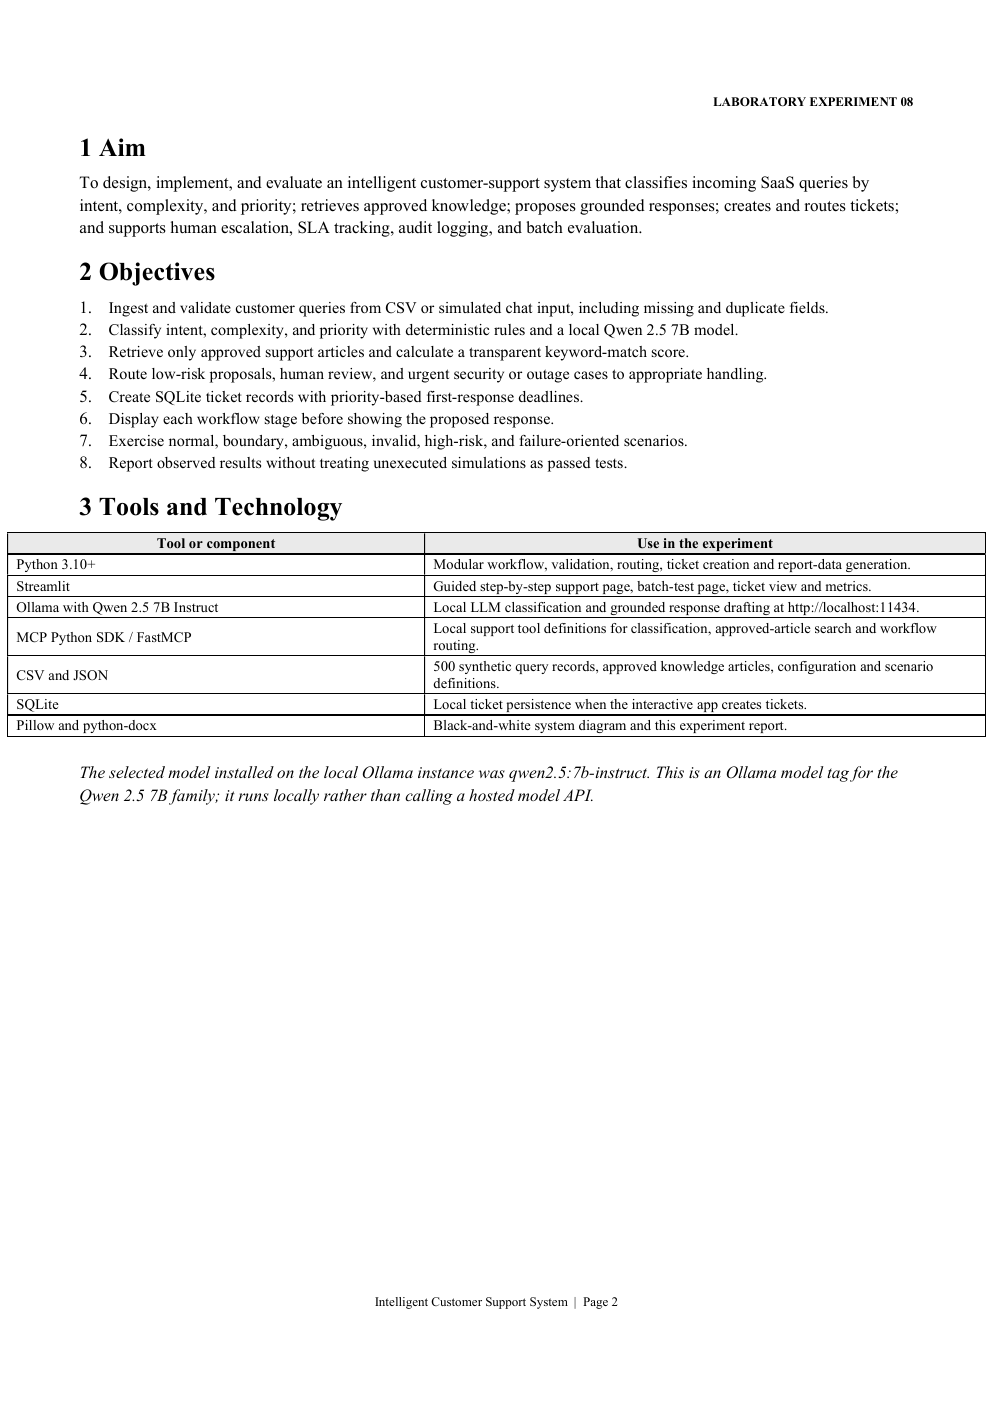 LABORATORY EXPERIMENT 08
1 Aim
To design, implement, and evaluate an intelligent customer-support system that classifies incoming SaaS queries by
intent, complexity, and priority; retrieves approved knowledge; proposes grounded responses; creates and routes tickets;
and supports human escalation, SLA tracking, audit logging, and batch evaluation.
2 Objectives
1. Ingest and validate customer queries from CSV or simulated chat input, including missing and duplicate fields.
2. Classify intent, complexity, and priority with deterministic rules and a local Qwen 2.5 7B model.
3. Retrieve only approved support articles and calculate a transparent keyword-match score.
4. Route low-risk proposals, human review, and urgent security or outage cases to appropriate handling.
5. Create SQLite ticket records with priority-based first-response deadlines.
6. Display each workflow stage before showing the proposed response.
7. Exercise normal, boundary, ambiguous, invalid, high-risk, and failure-oriented scenarios.
8. Report observed results without treating unexecuted simulations as passed tests.
3 Tools and Technology
Tool or component Use in the experiment
Python 3.10+ Modular workflow, validation, routing, ticket creation and report-data generation.
Streamlit Guided step-by-step support page, batch-test page, ticket view and metrics.
Ollama with Qwen 2.5 7B Instruct Local LLM classification and grounded response drafting at http://localhost:11434.
MCP Python SDK / FastMCP Local support tool definitions for classification, approved-article search and workflow
routing.
CSV and JSON 500 synthetic query records, approved knowledge articles, configuration and scenario
definitions.
SQLite Local ticket persistence when the interactive app creates tickets.
Pillow and python-docx Black-and-white system diagram and this experiment report.
The selected model installed on the local Ollama instance was qwen2.5:7b-instruct. This is an Ollama model tag for the
Qwen 2.5 7B family; it runs locally rather than calling a hosted model API.
Intelligent Customer Support System | Page 2